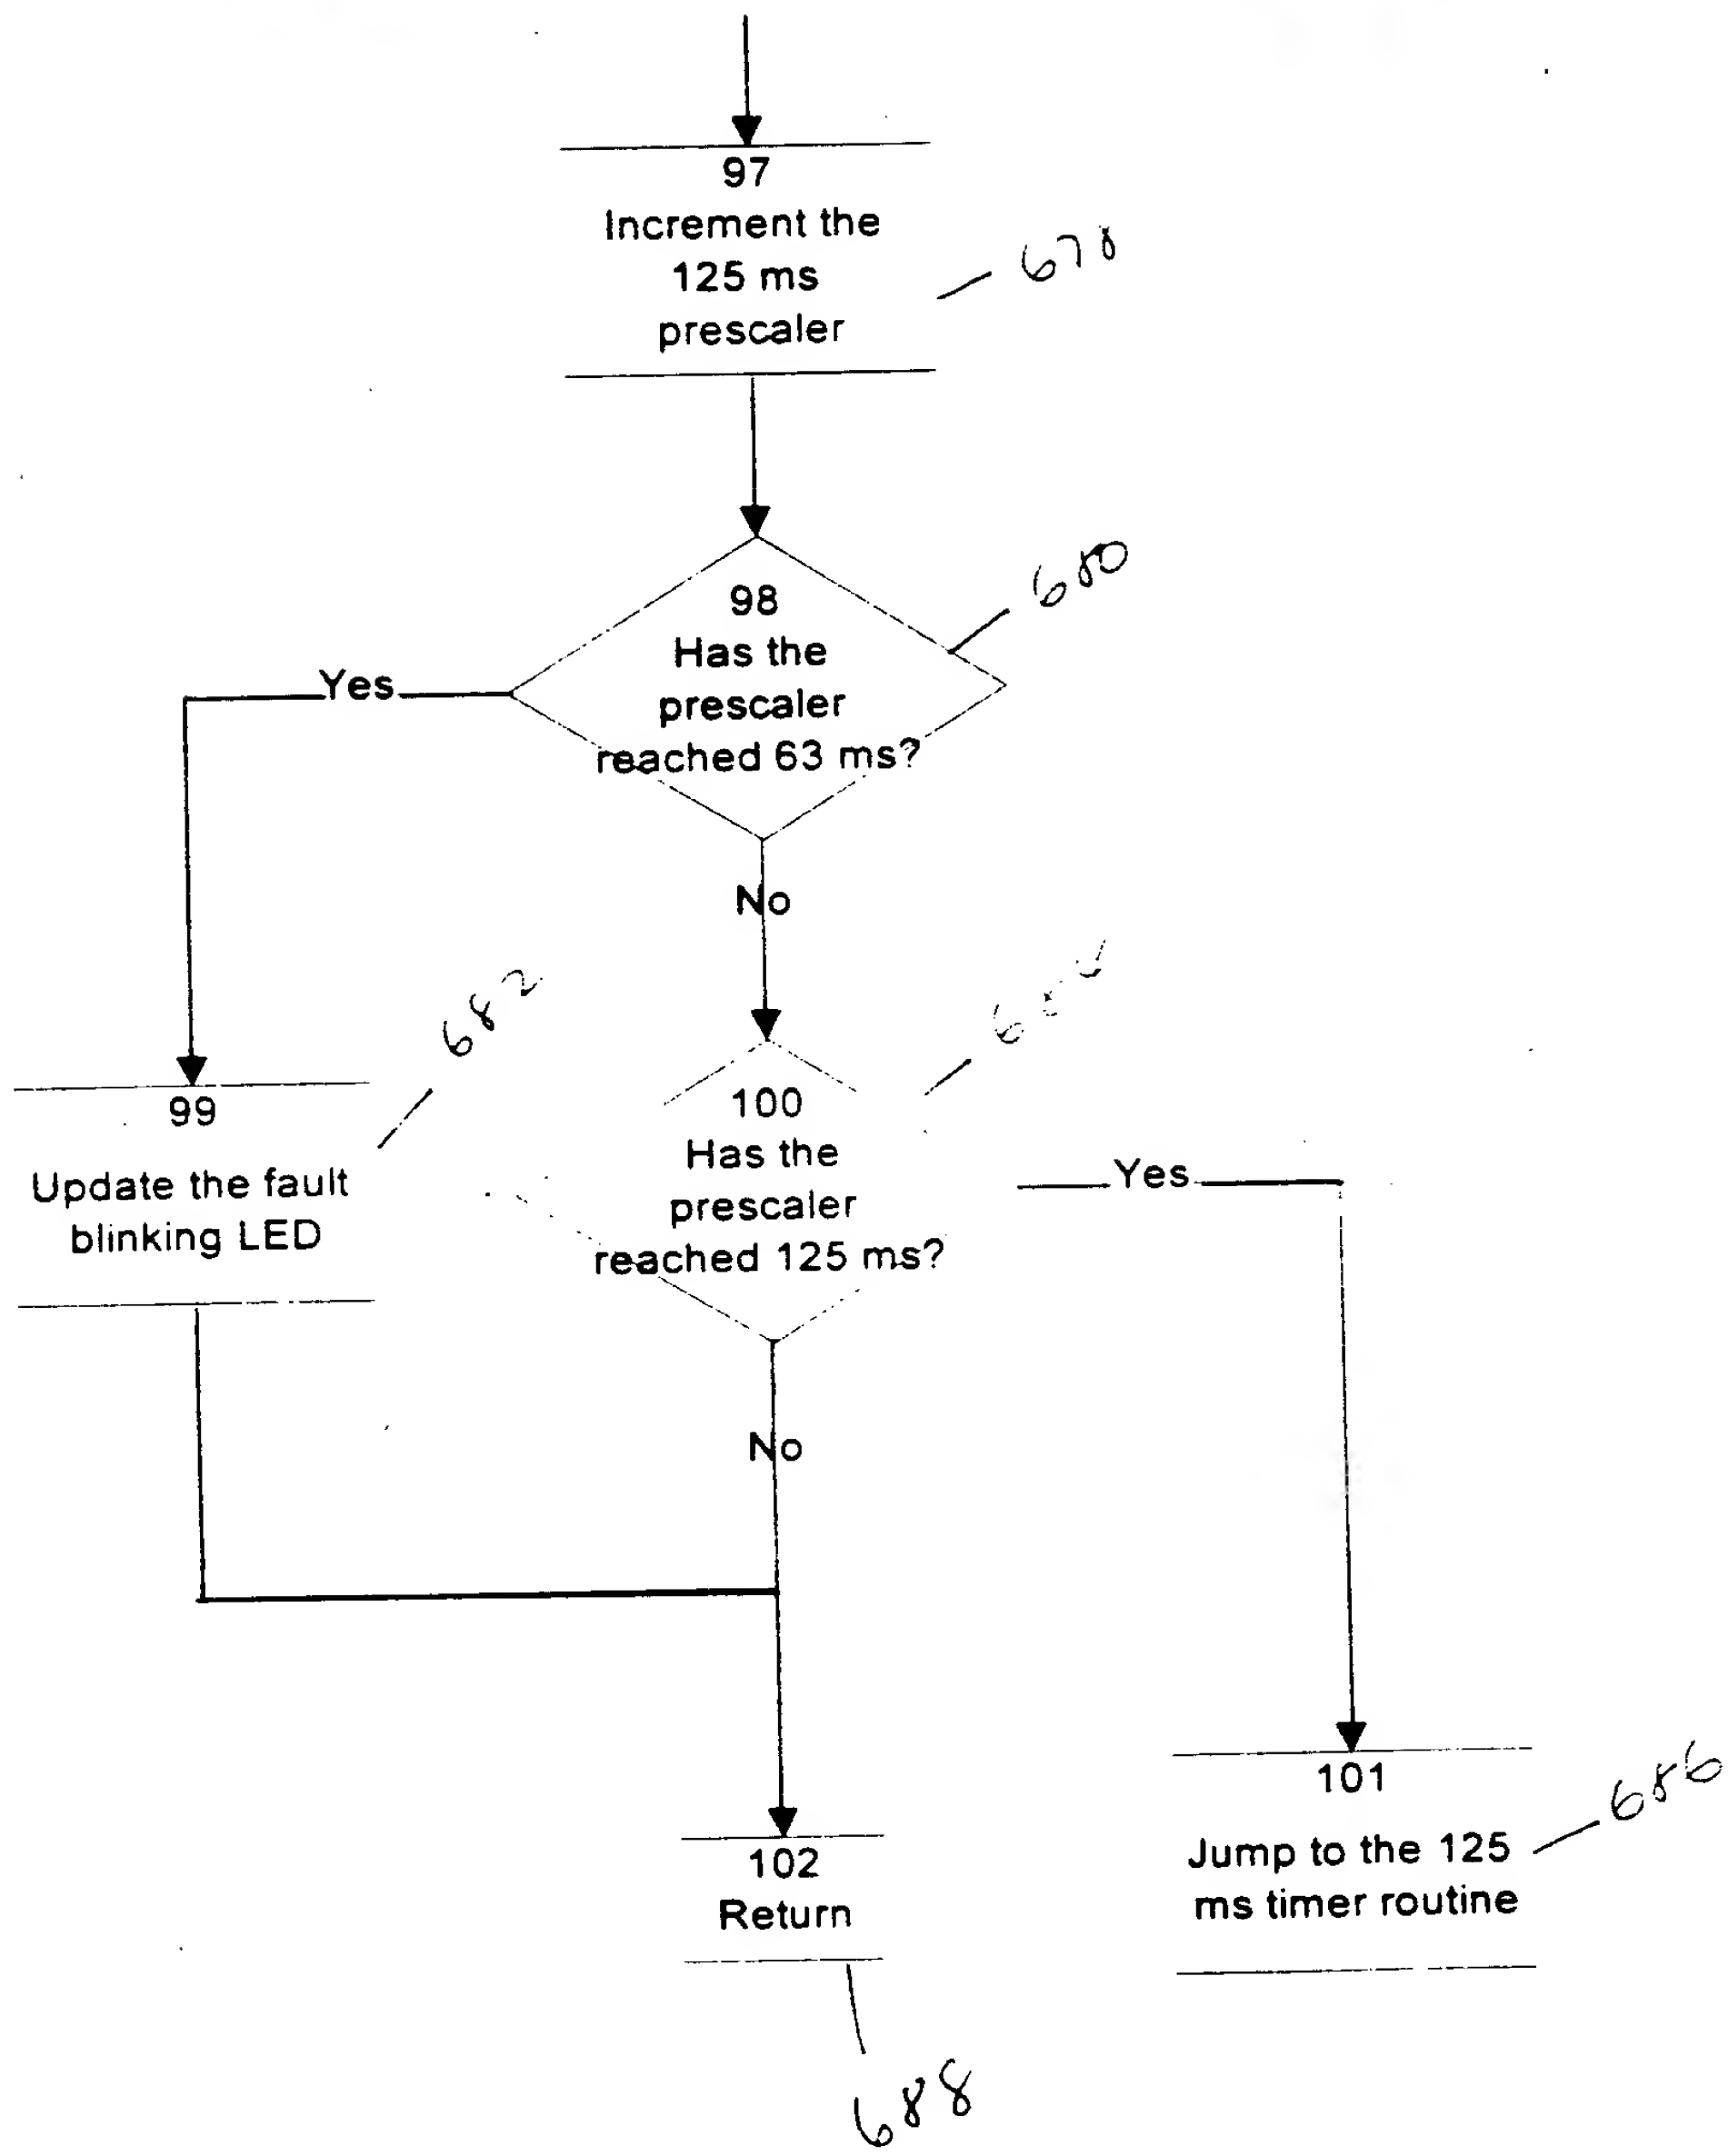 97
Increment the
125 ms
prescaler
678
98
Has the
prescaler
reached 63 ms?
680
Yes
No
682
99
Update the fault
blinking LED
100
Has the
prescaler
reached 125 ms?
Yes
No
101
Jump to the 125
ms timer routine
686
102
Return
688